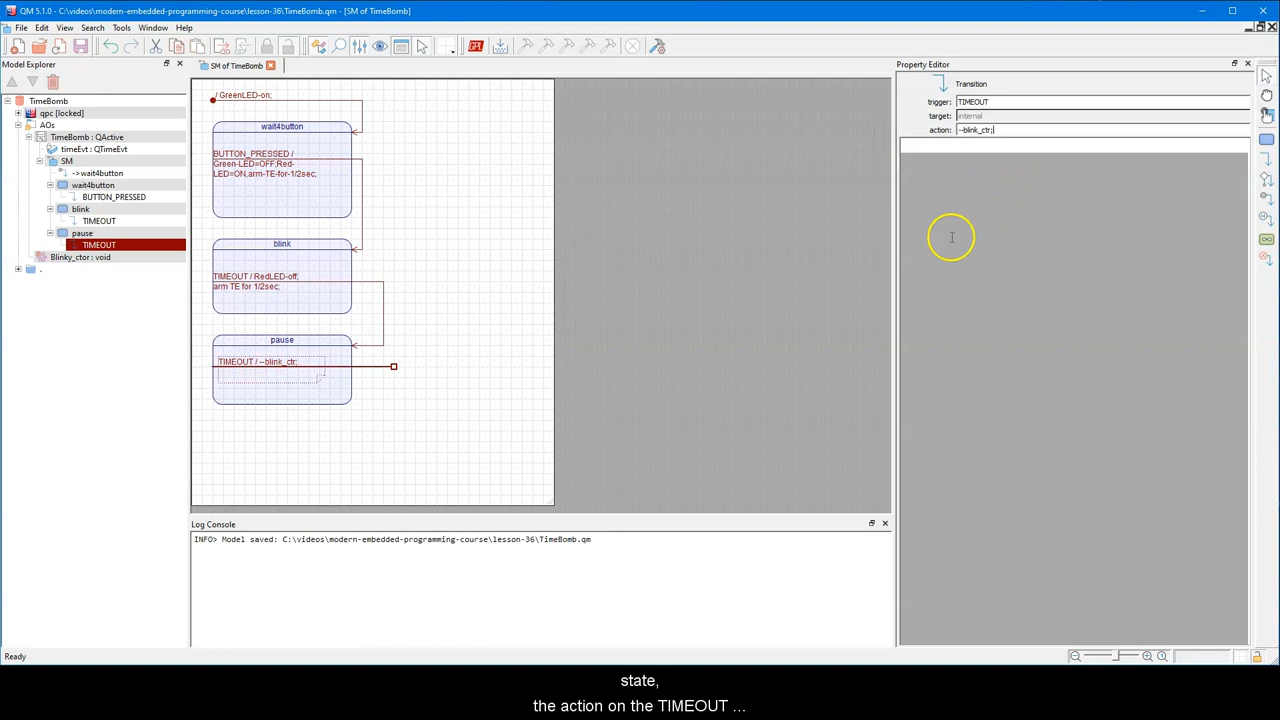 QM 5.1.0 - C:\videos\modern-embedded-programming-course\lesson-36\TimeBomb.qm - [SM of TimeBomb]
File Edit View Search Tools Window Help
GPL
Model Explorer
SM of TimeBomb
Property Editor
TimeBomb
qpc [locked]
AOs
TimeBomb : QActive
timeEvt : QTimeEvt
SM
->wait4button
wait4button
BUTTON_PRESSED
blink
TIMEOUT
pause
TIMEOUT
Blinky_ctor : void
.
/ GreenLED-on;
wait4button
BUTTON_PRESSED /
Green-LED=OFF;Red-
LED=ON,arm-TE-for-1/2sec;
blink
TIMEOUT / RedLED-off;
arm TE for 1/2sec;
pause
TIMEOUT / --blink_ctr;
Transition
trigger: TIMEOUT
target: internal
action: --blink_ctr;
Log Console
INFO> Model saved: C:\videos\modern-embedded-programming-course\lesson-36\TimeBomb.qm
Ready
state,
the action on the TIMEOUT ...